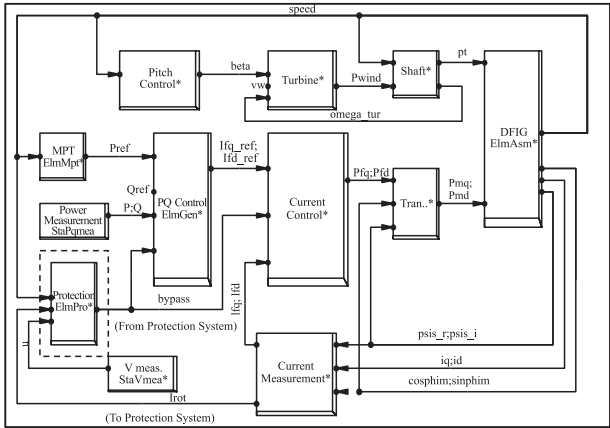 speed
Pitch
Control*
beta
vw
Turbine*
Pwind
Shaft*
pt
omega_tur
DFIG
ElmAsm*
MPT
ElmMpt*
Pref
Ifq_ref;
Ifd_ref
Qref
PQ Control
ElmGen*
Power
Measurement
StaPqmea
P;Q
Current
Control*
Pfq;Pfd
Tran..*
Pmq;
Pmd
Protection
ElmPro*
bypass
(From Protection System)
Ifq; Ifd
u
V meas.
StaVmea*
Irot
(To Protection System)
Current
Measurement*
psis_r;psis_i
iq;id
cosphim;sinphim